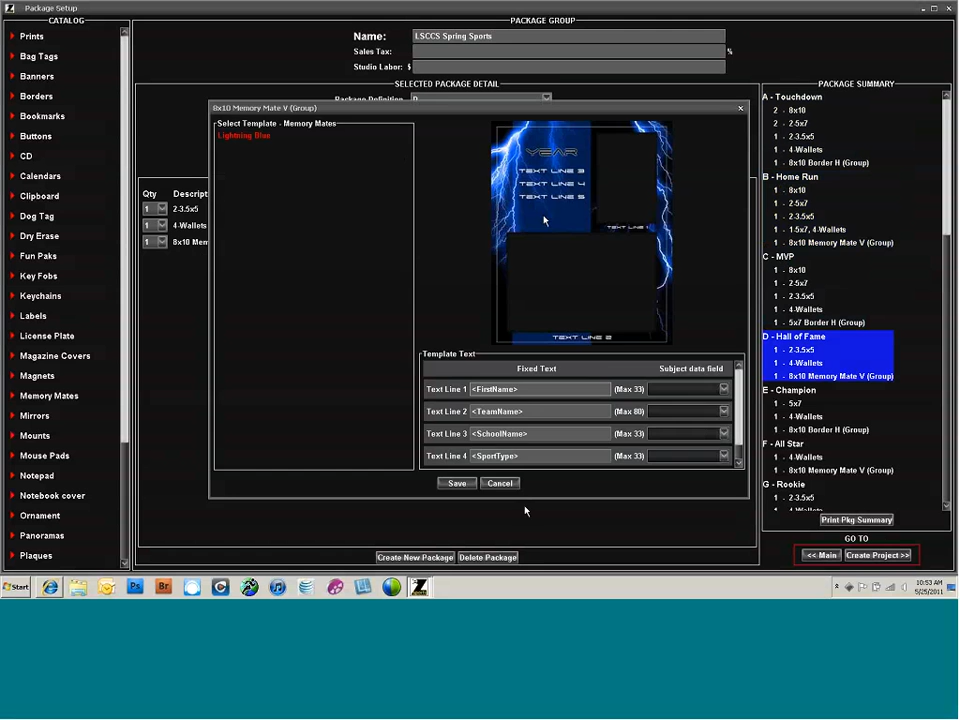 Package Setup
CATALOG
Prints
Bag Tags
Banners
Borders
Bookmarks
Buttons
CD
Calendars
Clipboard
Dog Tag
Dry Erase
Fun Paks
Key Fobs
Keychains
Labels
License Plate
Magazine Covers
Magnets
Memory Mates
Mirrors
Mounts
Mouse Pads
Notepad
Notebook cover
Ornament
Panoramas
Plaques
PACKAGE GROUP
Name: LSCCS Spring Sports
Sales Tax: %
Studio Labor: $
SELECTED PACKAGE DETAIL
Package Definition D
Qty Descript
1 2-3.5x5
1 4-Wallets
1 8x10 Mem
8x10 Memory Mate V (Group)
Select Template - Memory Mates
Lightning Blue
YEAR
TEXT LINE 3
TEXT LINE 4
TEXT LINE 5
TEXT LINE 1
TEXT LINE 2
Template Text
Fixed Text Subject data field
Text Line 1 <FirstName> (Max 33)
Text Line 2 <TeamName> (Max 80)
Text Line 3 <SchoolName> (Max 33)
Text Line 4 <SportType> (Max 33)
Save Cancel
Create New Package Delete Package
PACKAGE SUMMARY
A - Touchdown
2 - 8x10
2 - 2-5x7
1 - 2-3.5x5
1 - 4-Wallets
1 - 8x10 Border H (Group)
B - Home Run
1 - 8x10
1 - 2-5x7
1 - 2-3.5x5
1 - 1-5x7, 4-Wallets
1 - 8x10 Memory Mate V (Group)
C - MVP
1 - 8x10
1 - 2-5x7
1 - 2-3.5x5
1 - 4-Wallets
1 - 5x7 Border H (Group)
D - Hall of Fame
1 - 2-3.5x5
1 - 4-Wallets
1 - 8x10 Memory Mate V (Group)
E - Champion
1 - 5x7
1 - 4-Wallets
1 - 8x10 Border H (Group)
F - All Star
1 - 4-Wallets
1 - 8x10 Memory Mate V (Group)
G - Rookie
1 - 2-3.5x5
1 - 4-Wallets
Print Pkg Summary
GO TO
<< Main Create Project >>
Start
Ps
Br
10:53 AM
5/25/2011